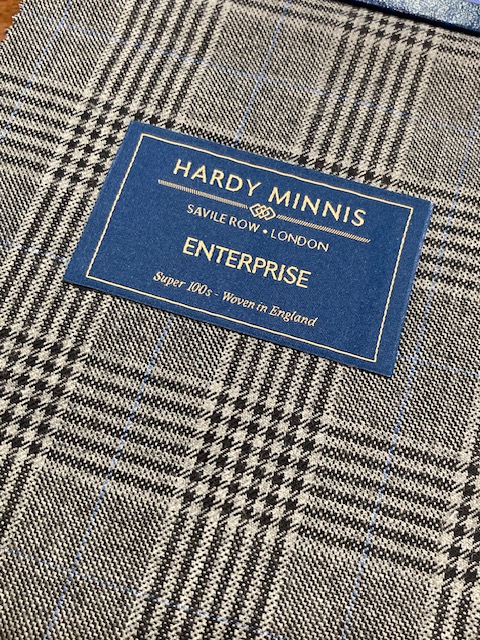 HARDY MINNIS
SAVILE ROW • LONDON
ENTERPRISE
Super 100s - Woven in England